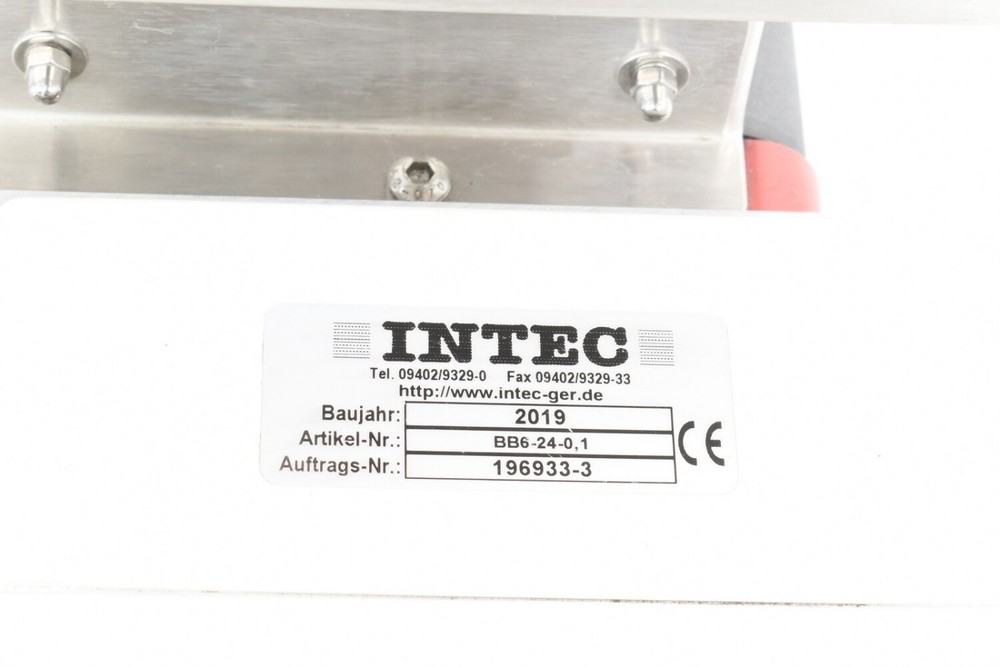 INTEC
Tel. 09402/9329-0 Fax 09402/9329-33
http://www.intec-ger.de
Baujahr: 2019
Artikel-Nr.: BB6-24-0,1
Auftrags-Nr.: 196933-3
CE